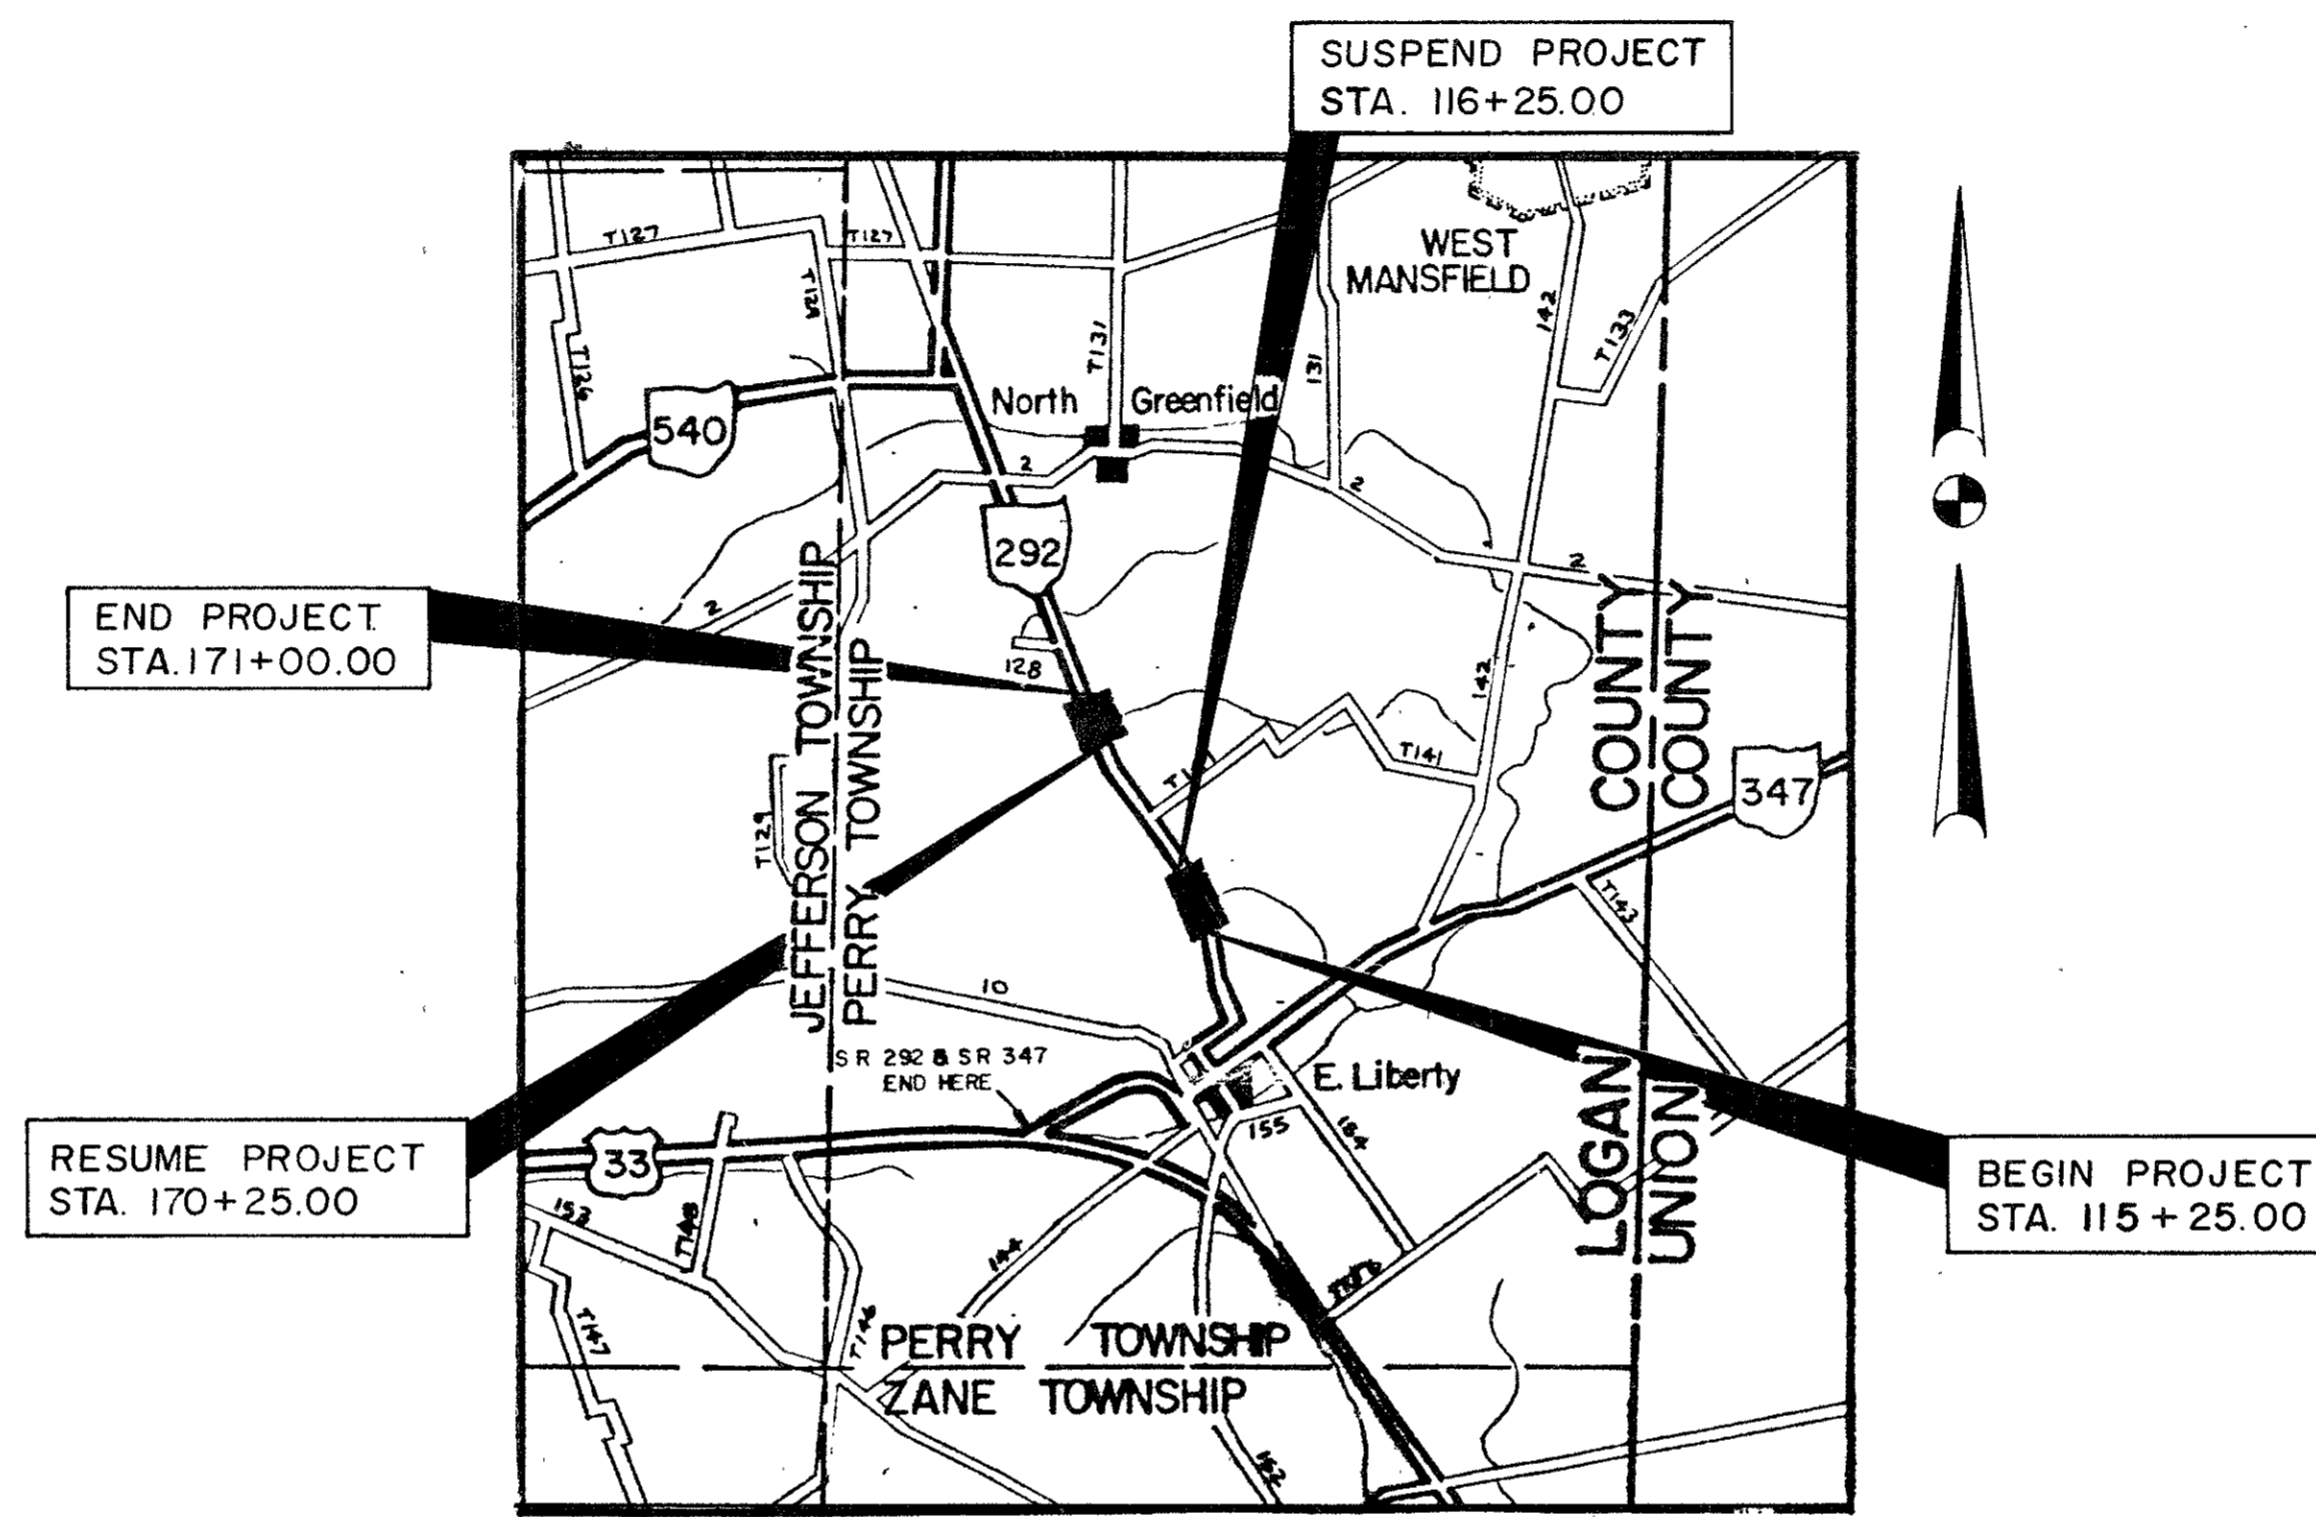 SUSPEND PROJECT
STA. 116+25.00
T127
T127
WEST
MANSFIELD
142
T133
T131
131
T126
North Greenfield
540
2
2
292
2
2
END PROJECT
STA. 171+00.00
128
142
COUNTY
COUNTY
JEFFERSON TOWNSHIP
PERRY TOWNSHIP
T141
347
T129
T143
10
SR 292 & SR 347
END HERE
E. Liberty
155
184
LOGAN
UNION
RESUME PROJECT
STA. 170+25.00
33
BEGIN PROJECT
STA. 115+25.00
153
T148
144
T147
PERRY TOWNSHIP
ZANE TOWNSHIP
162